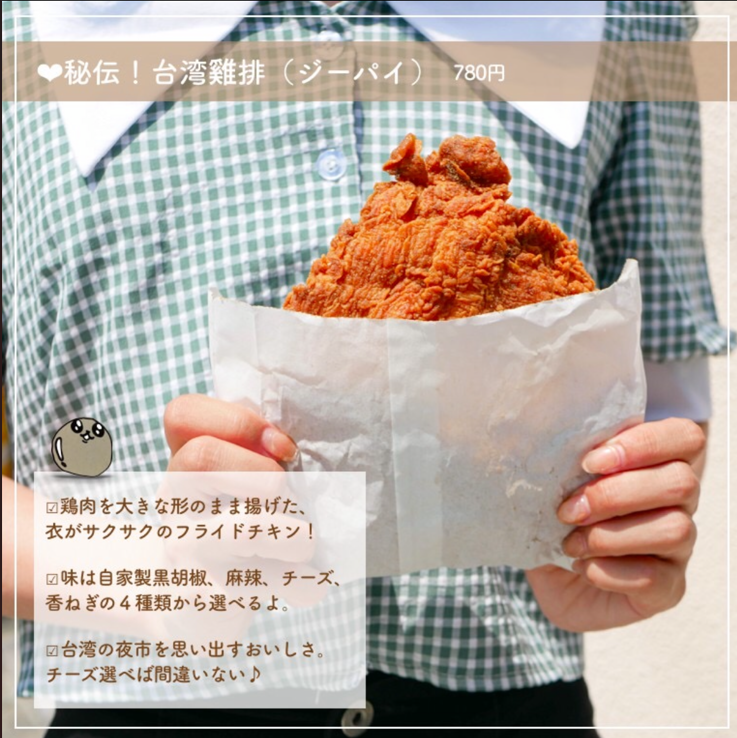 ❤秘伝！台湾雞排（ジーパイ） 780円
☑鶏肉を大きな形のまま揚げた、
衣がサクサクのフライドチキン！
☑味は自家製黒胡椒、麻辣、チーズ、
香ねぎの４種類から選べるよ。
☑台湾の夜市を思い出すおいしさ。
チーズ選べば間違いない♪